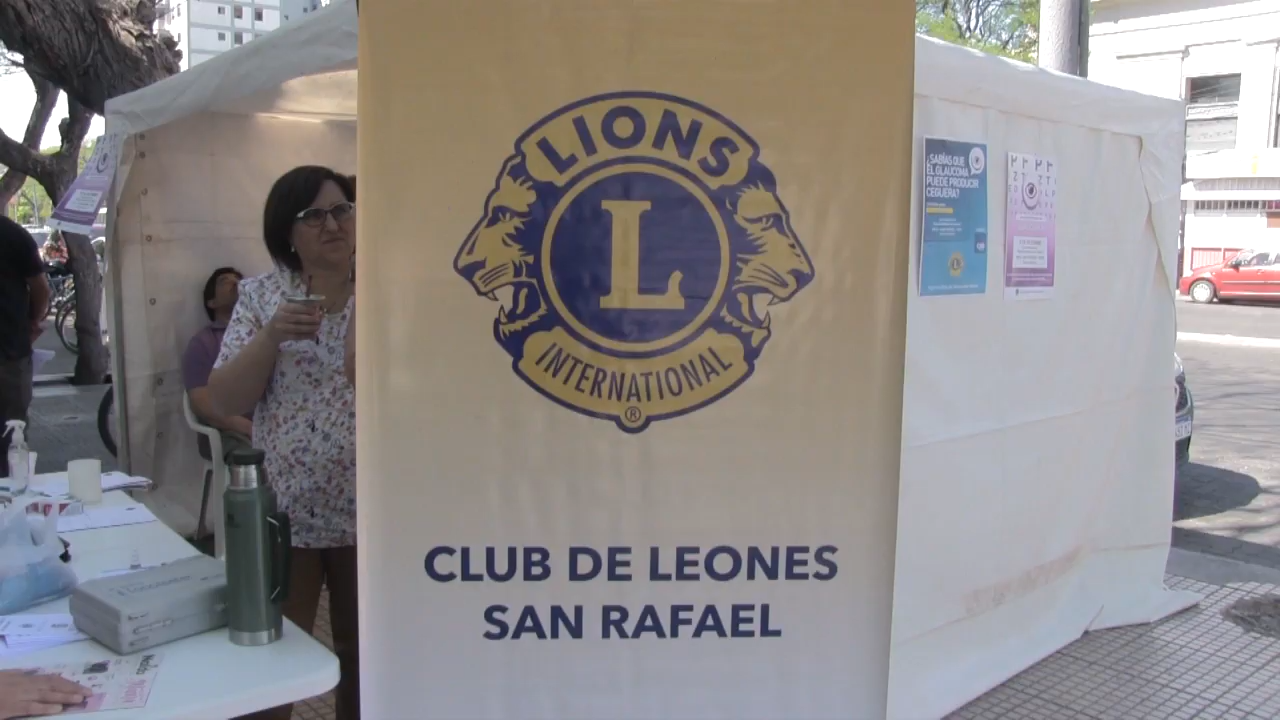 LIONS
L
INTERNATIONAL
®
CLUB DE LEONES
SAN RAFAEL
¿SABÍAS QUE
EL GLAUCOMA
PUEDE PRODUCIR
CEGUERA?